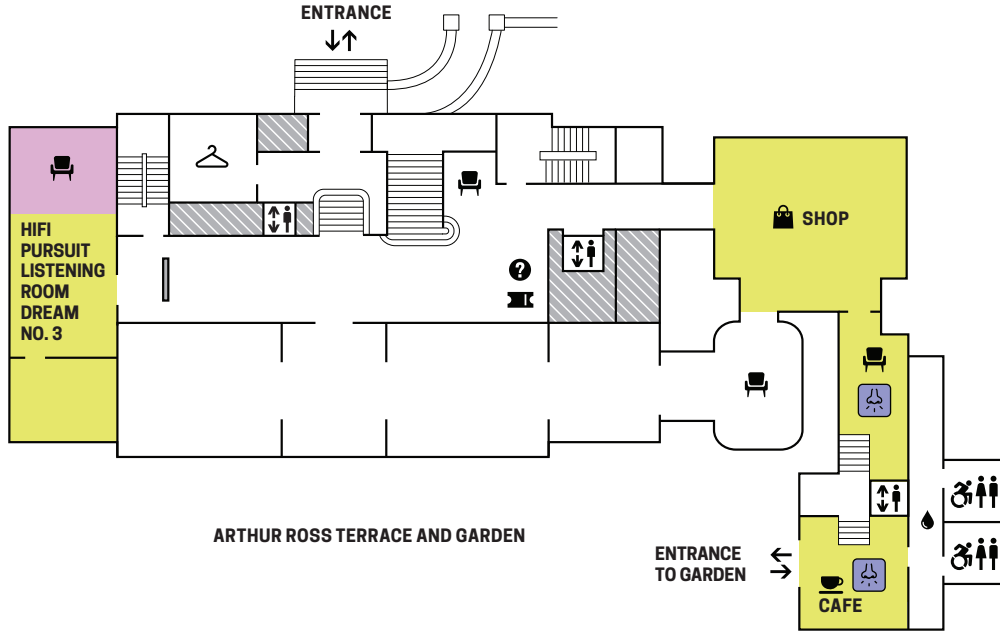 ENTRANCE
HIFI
PURSUIT
LISTENING
ROOM
DREAM
NO. 3
SHOP
?
ARTHUR ROSS TERRACE AND GARDEN
ENTRANCE
TO GARDEN
CAFE